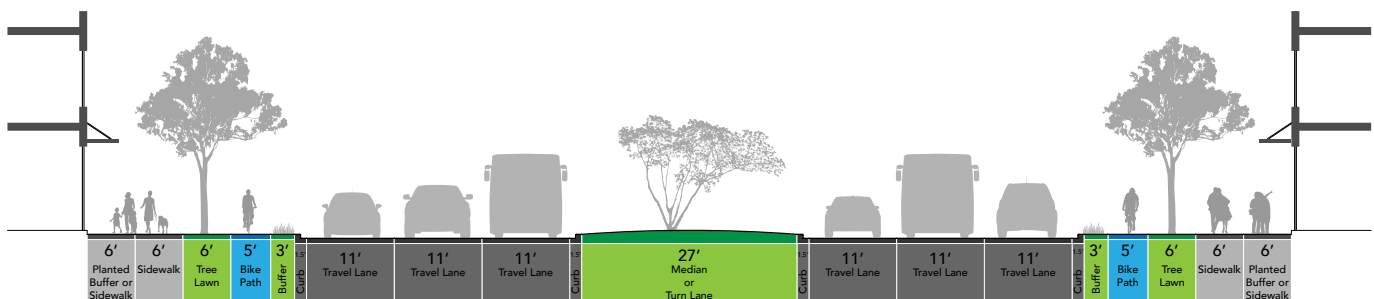 6’
Planted
Buffer or
Sidewalk
6’
Sidewalk
6’
Tree
Lawn
5’
Bike
Path
3’
Buffer
1.5’
Curb
11’
Travel Lane
11’
Travel Lane
11’
Travel Lane
1.5’
Curb
27’
Median
or
Turn Lane
1.5’
Curb
11’
Travel Lane
11’
Travel Lane
11’
Travel Lane
1.5’
Curb
3’
Buffer
5’
Bike
Path
6’
Tree
Lawn
6’
Sidewalk
6’
Planted
Buffer or
Sidewalk